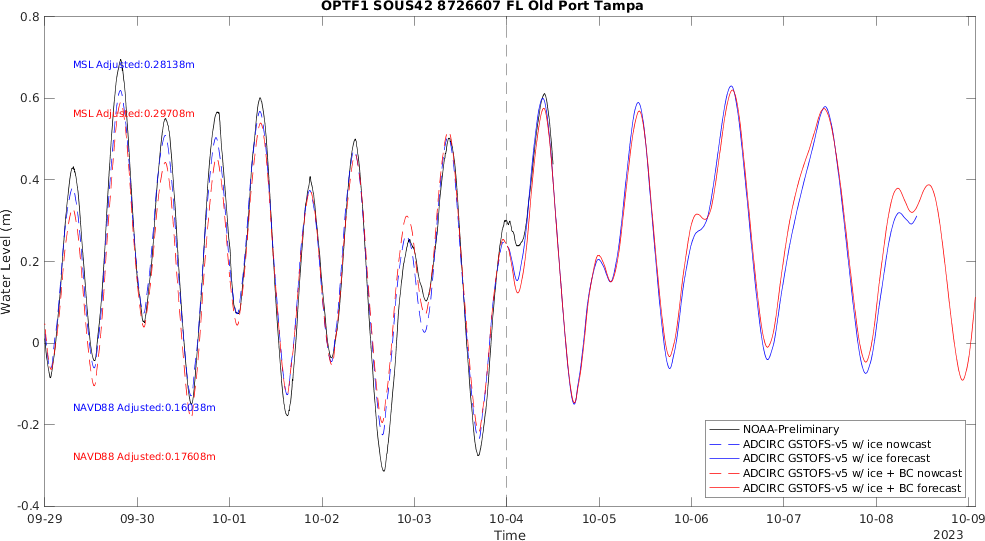 OPTF1 SOUS42 8726607 FL Old Port Tampa
Water Level (m)
0.8
0.6
0.4
0.2
0
-0.2
-0.4
MSL Adjusted:0.28138m
MSL Adjusted:0.29708m
NAVD88 Adjusted:0.16038m
NAVD88 Adjusted:0.17608m
NOAA-Preliminary
ADCIRC GSTOFS-v5 w/ ice nowcast
ADCIRC GSTOFS-v5 w/ ice forecast
ADCIRC GSTOFS-v5 w/ ice + BC nowcast
ADCIRC GSTOFS-v5 w/ ice + BC forecast
09-29 09-30 10-01 10-02 10-03 10-04 10-05 10-06 10-07 10-08 10-09
Time
2023